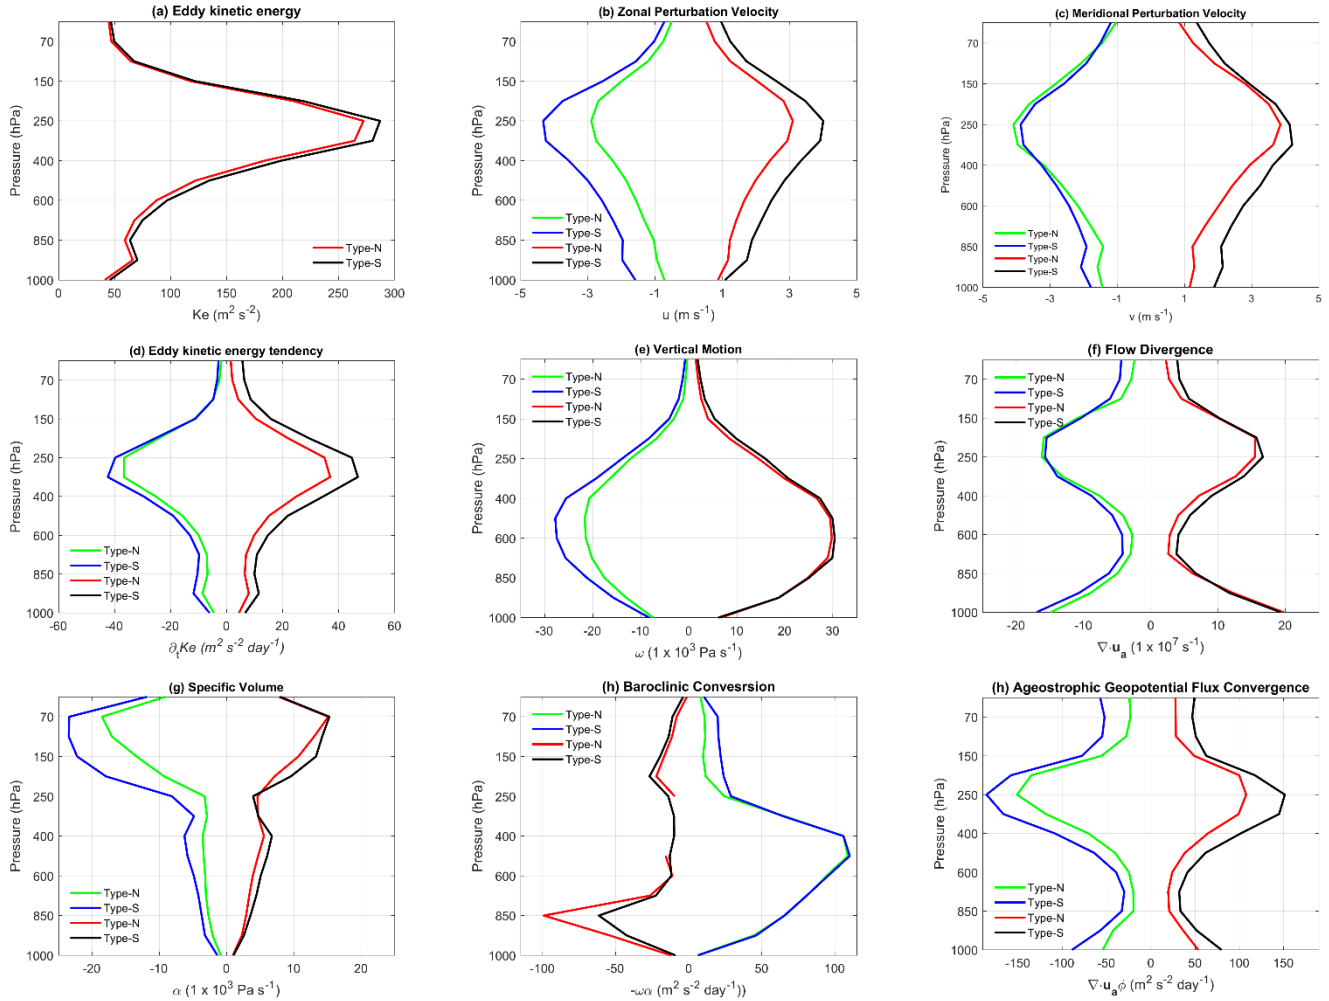 (a) Eddy kinetic energy
Pressure (hPa)
70
150
250
400
600
850
1000
0 50 100 150 200 250 300
Ke (m² s⁻²)
Type-N
Type-S
(b) Zonal Perturbation Velocity
Pressure (hPa)
70
150
250
400
600
850
1000
-5 -3 -1 1 3 5
u (m s⁻¹)
Type-N
Type-S
Type-N
Type-S
(c) Meridional Perturbation Velocity
Pressure (hPa)
70
150
250
400
600
850
1000
-5 -3 -1 1 3 5
v (m s⁻¹)
Type-N
Type-S
Type-N
Type-S
(d) Eddy kinetic energy tendency
Pressure (hPa)
70
150
250
400
600
850
1000
-60 -40 -20 0 20 40 60
∂ₜKe (m² s⁻² day⁻¹)
Type-N
Type-S
Type-N
Type-S
(e) Vertical Motion
Pressure (hPa)
70
150
250
400
600
850
1000
-30 -20 -10 0 10 20 30
ω (1 x 10³ Pa s⁻¹)
Type-N
Type-S
Type-N
Type-S
(f) Flow Divergence
Pressure (hPa)
70
150
250
400
600
850
1000
-20 -10 0 10 20
∇·uₐ (1 x 10⁷ s⁻¹)
Type-N
Type-S
Type-N
Type-S
(g) Specific Volume
Pressure (hPa)
70
150
250
400
600
850
1000
-20 -10 0 10 20
α (1 x 10³ Pa s⁻¹)
Type-N
Type-S
Type-N
Type-S
(h) Baroclinic Convesrsion
Pressure (hPa)
70
150
250
400
600
850
1000
-100 -50 0 50 100
-ωα (m² s⁻² day⁻¹))
Type-N
Type-S
Type-N
Type-S
(h) Ageostrophic Geopotential Flux Convergence
Pressure (hPa)
70
150
250
400
600
850
1000
-150 -100 -50 0 50 100 150
∇·uₐϕ (m² s⁻² day⁻¹)
Type-N
Type-S
Type-N
Type-S